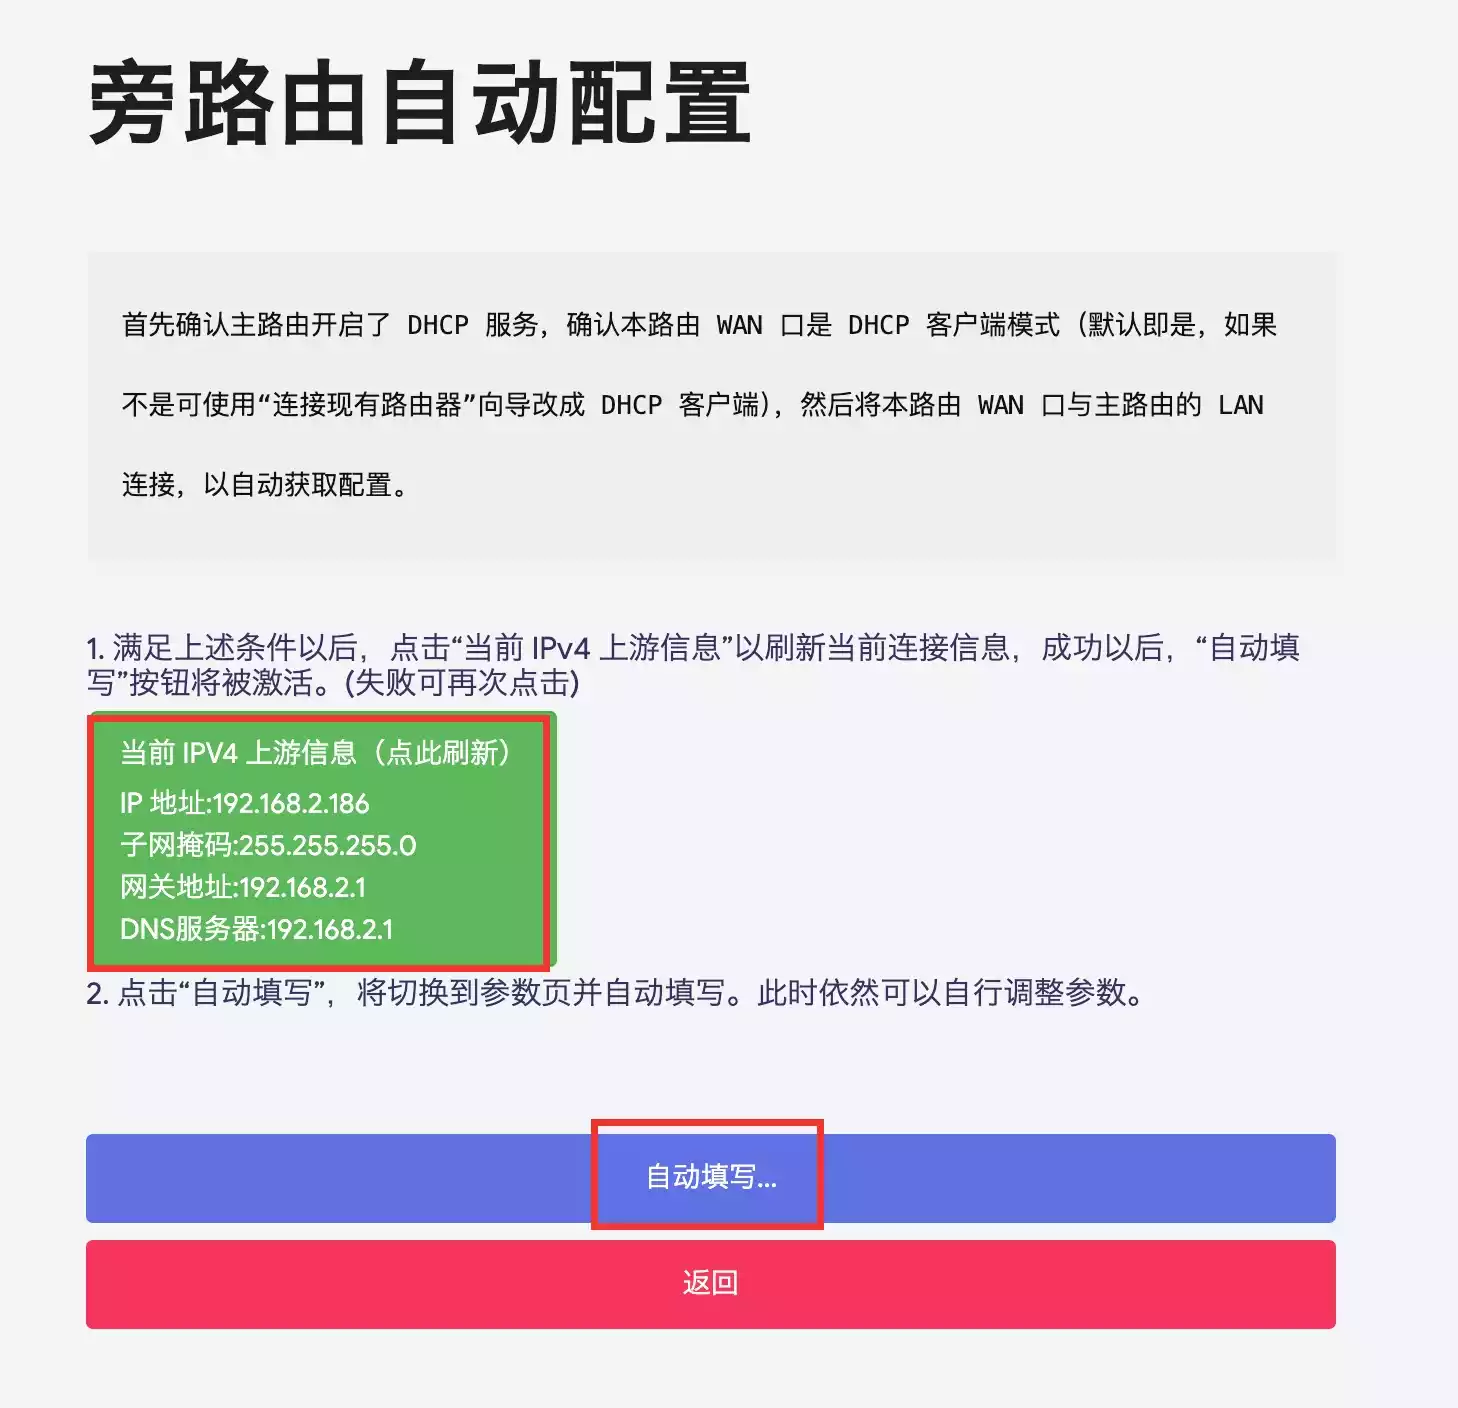 旁路由自动配置
首先确认主路由开启了 DHCP 服务，确认本路由 WAN 口是 DHCP 客户端模式（默认即是，如果
不是可使用“连接现有路由器”向导改成 DHCP 客户端），然后将本路由 WAN 口与主路由的 LAN
连接，以自动获取配置。
1. 满足上述条件以后，点击“当前 IPv4 上游信息”以刷新当前连接信息，成功以后，“自动填
写”按钮将被激活。(失败可再次点击)
当前 IPV4 上游信息（点此刷新）
IP 地址:192.168.2.186
子网掩码:255.255.255.0
网关地址:192.168.2.1
DNS服务器:192.168.2.1
2. 点击“自动填写”，将切换到参数页并自动填写。此时依然可以自行调整参数。
自动填写...
返回